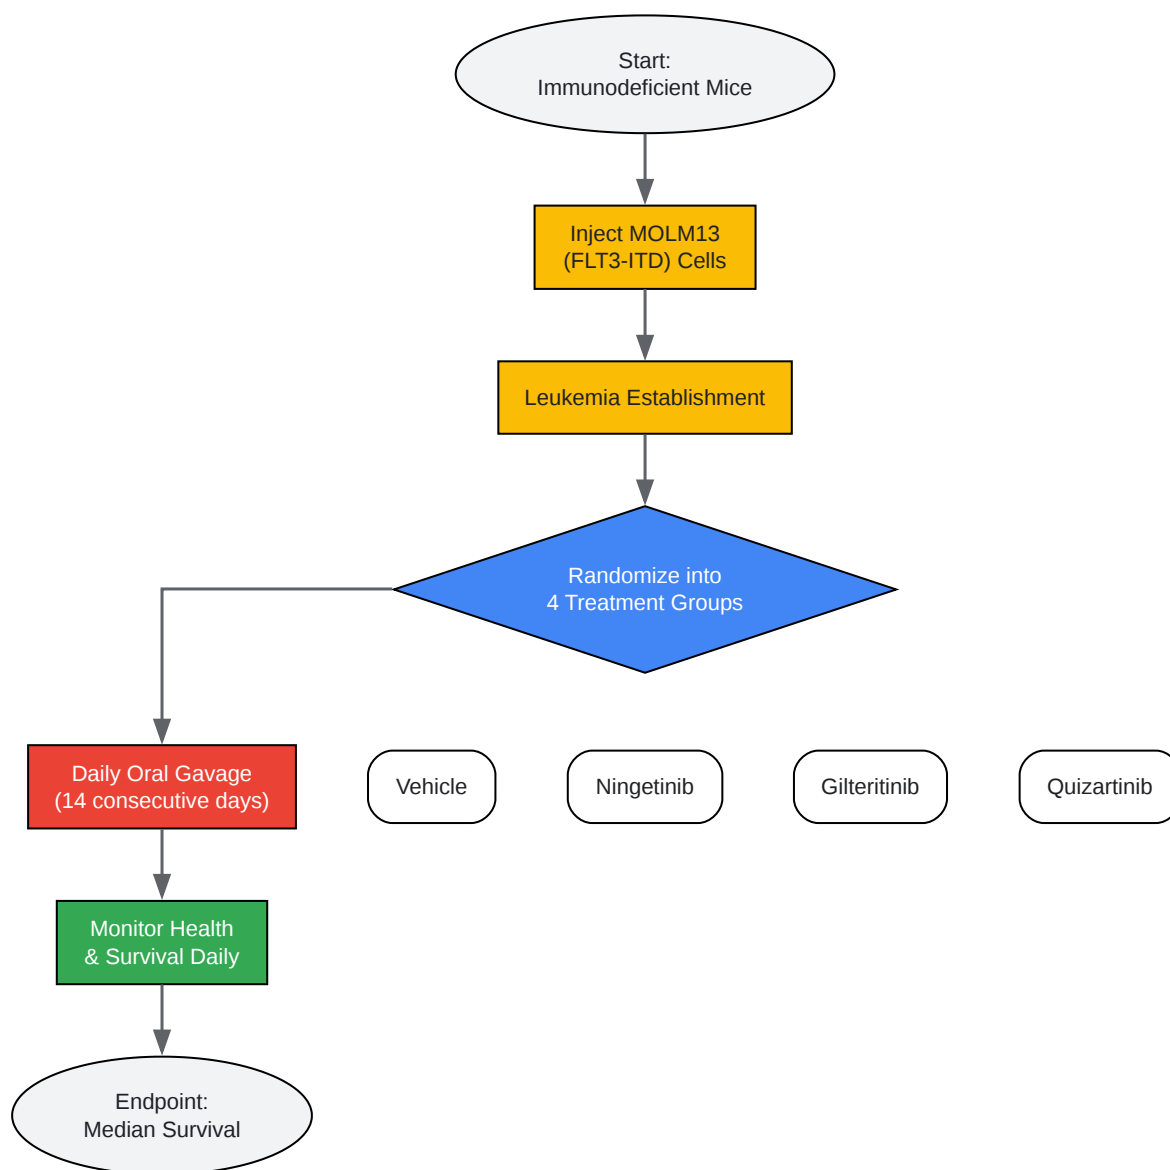 Start:
Immunodeficient Mice
Inject MOLM13
(FLT3-ITD) Cells
Leukemia Establishment
Randomize into
4 Treatment Groups
Daily Oral Gavage
(14 consecutive days)
Vehicle
Ningetinib
Gilteritinib
Quizartinib
Monitor Health
& Survival Daily
Endpoint:
Median Survival